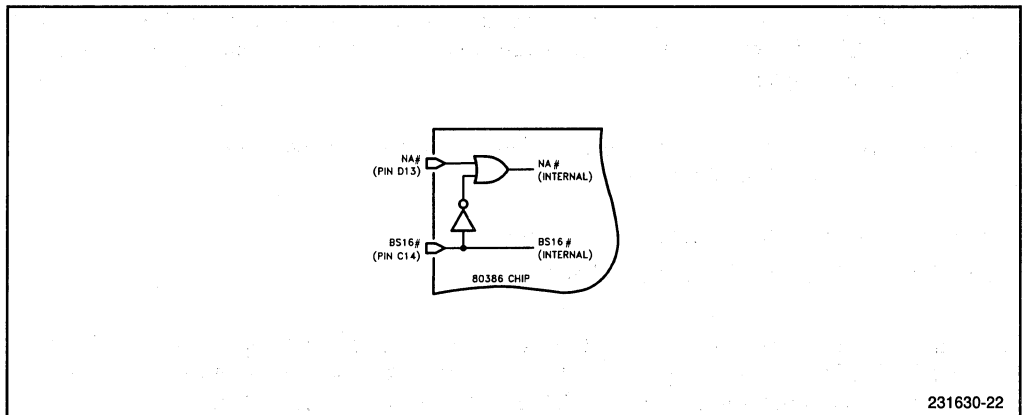 NA#
(PIN D13)
NA #
(INTERNAL)
BS16#
(PIN C14)
BS16 #
(INTERNAL)
80386 CHIP
231630-22